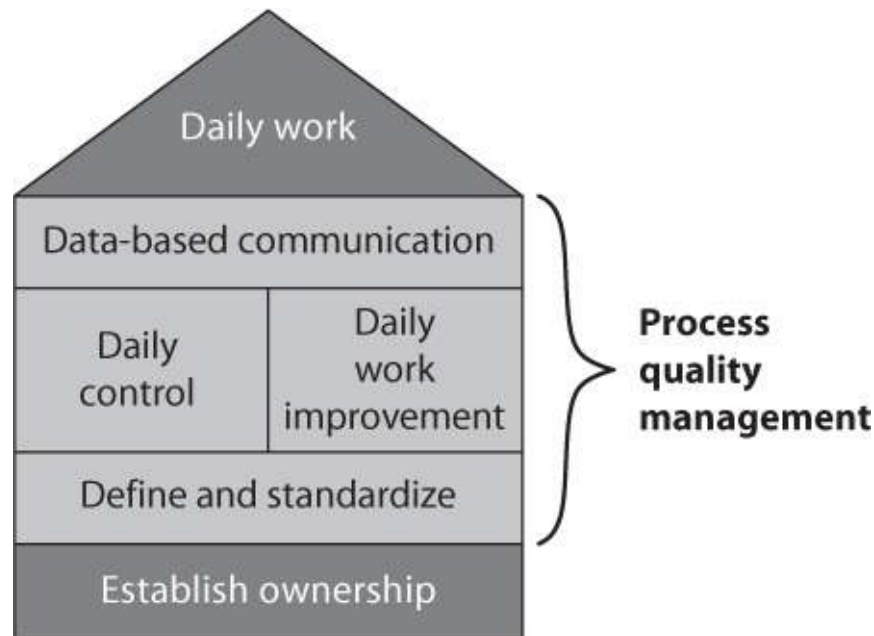 Daily work
Data-based communication
Daily
control
Daily
work
improvement
Process
quality
management
Define and standardize
Establish ownership